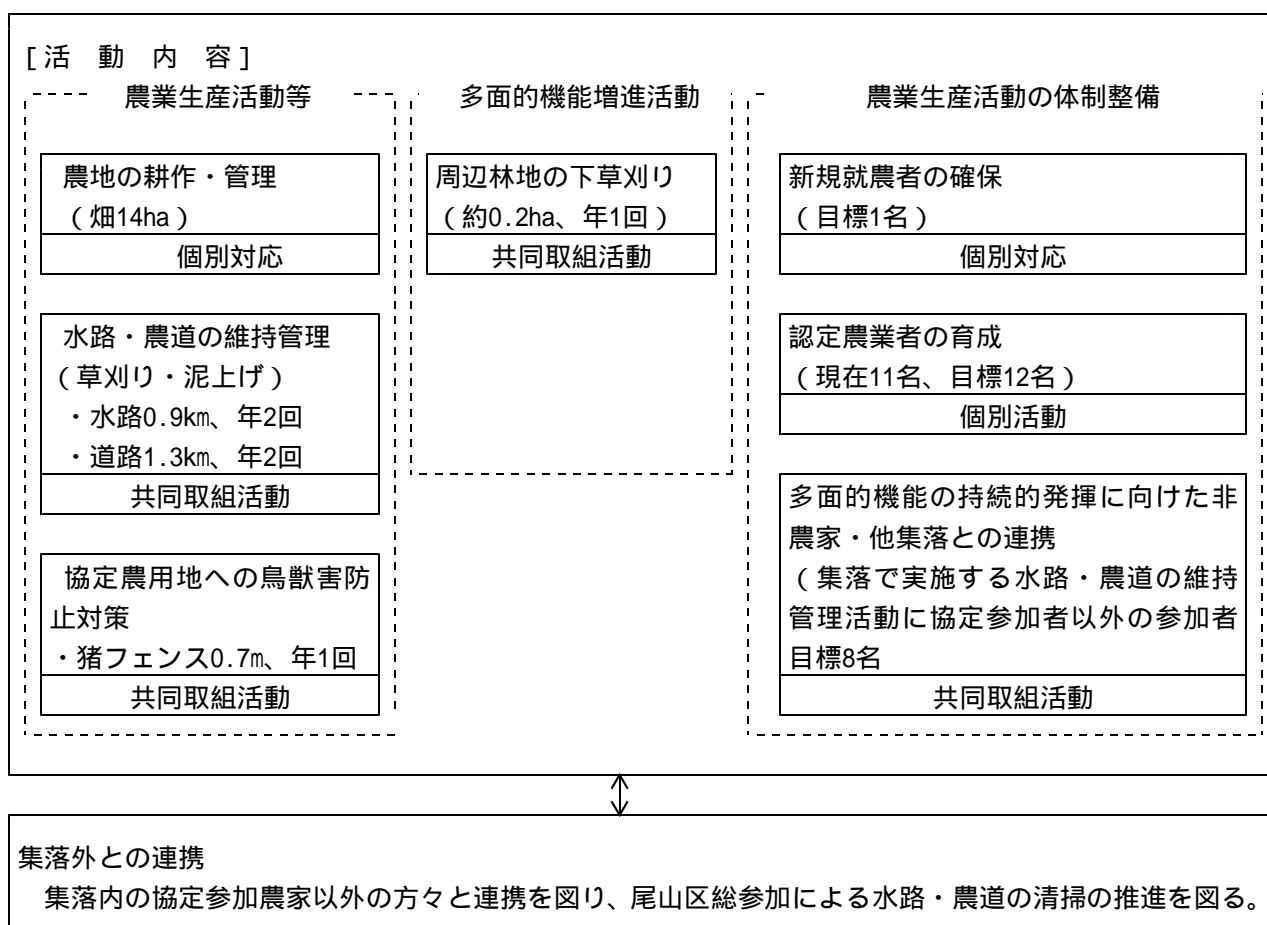 [活 動 内 容]
農業生産活動等
農地の耕作・管理
(畑14ha)
個別対応
水路・農道の維持管理
(草刈り・泥上げ)
・水路0.9km、年2回
・道路1.3km、年2回
共同取組活動
協定農用地への鳥獣害防
止対策
・猪フェンス0.7m、年1回
共同取組活動
多面的機能増進活動
周辺林地の下草刈り
(約0.2ha、年1回)
共同取組活動
農業生産活動の体制整備
新規就農者の確保
(目標1名)
個別対応
認定農業者の育成
(現在11名、目標12名)
個別活動
多面的機能の持続的発揮に向けた非
農家・他集落との連携
(集落で実施する水路・農道の維持
管理活動に協定参加者以外の参加者
目標8名
共同取組活動
集落外との連携
集落内の協定参加農家以外の方々と連携を図り、尾山区総参加による水路・農道の清掃の推進を図る。